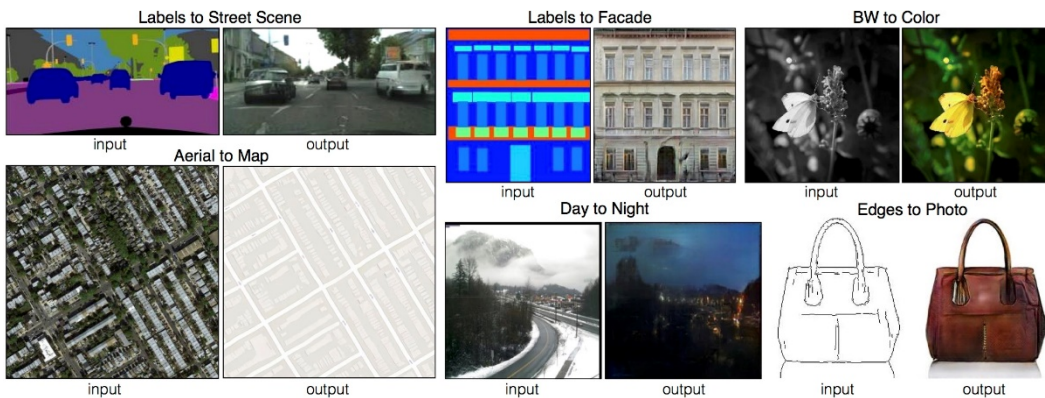 Labels to Street Scene
input
output
Aerial to Map
input
output
Labels to Facade
input
output
BW to Color
input
output
Day to Night
input
output
Edges to Photo
input
output